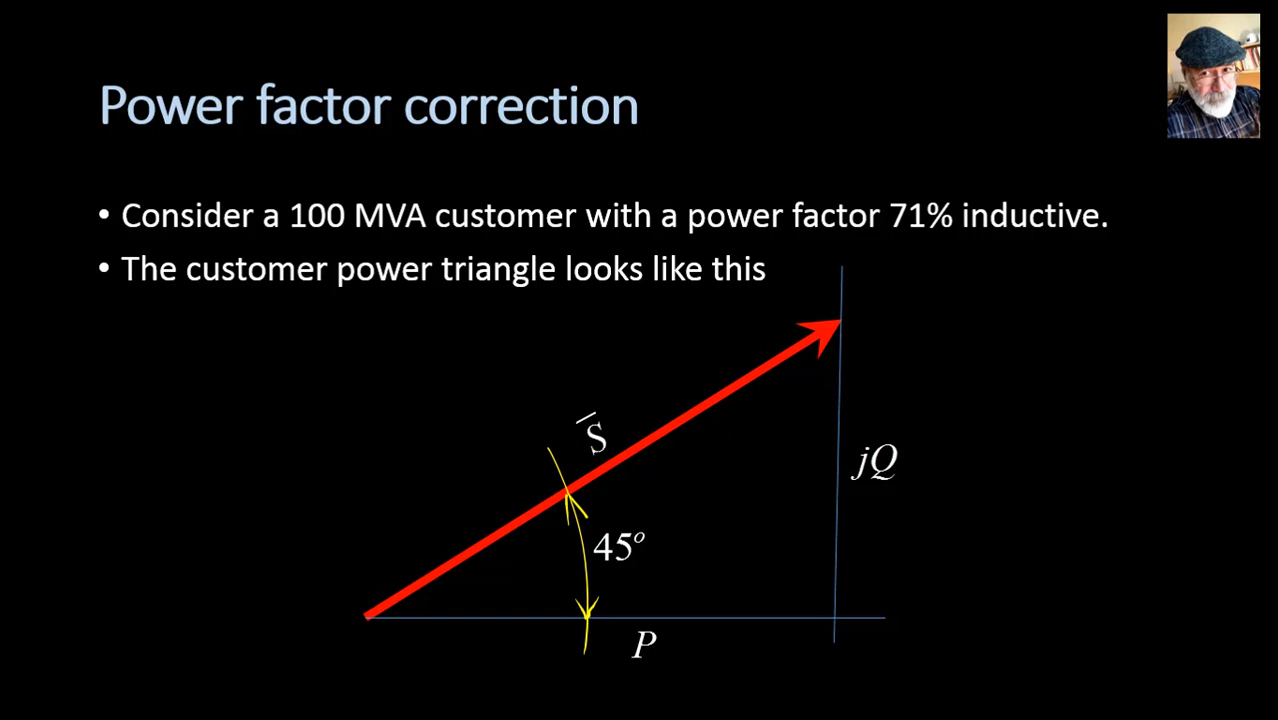 Power factor correction
• Consider a 100 MVA customer with a power factor 71% inductive.
• The customer power triangle looks like this
S̅
jQ
45º
P